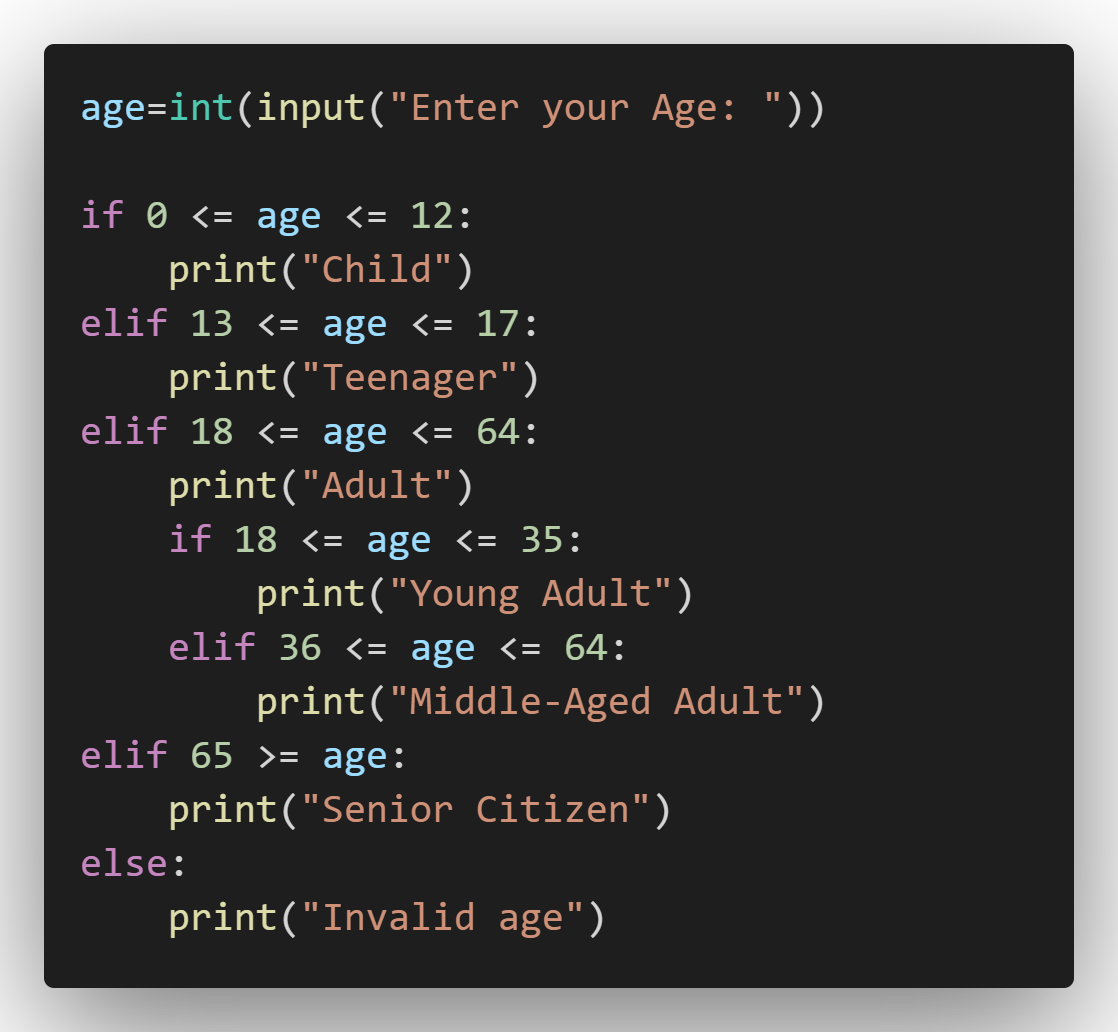 age=int(input("Enter your Age: "))

if 0 <= age <= 12:
    print("Child")
elif 13 <= age <= 17:
    print("Teenager")
elif 18 <= age <= 64:
    print("Adult")
    if 18 <= age <= 35:
        print("Young Adult")
    elif 36 <= age <= 64:
        print("Middle-Aged Adult")
elif 65 >= age:
    print("Senior Citizen")
else:
    print("Invalid age")